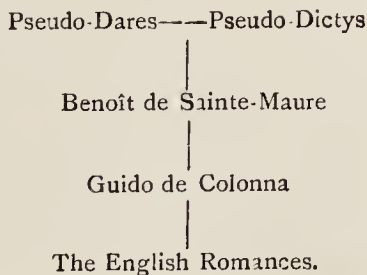 Pseudo-Dares——Pseudo-Dictys
Benoît de Sainte-Maure
Guido de Colonna
The English Romances.